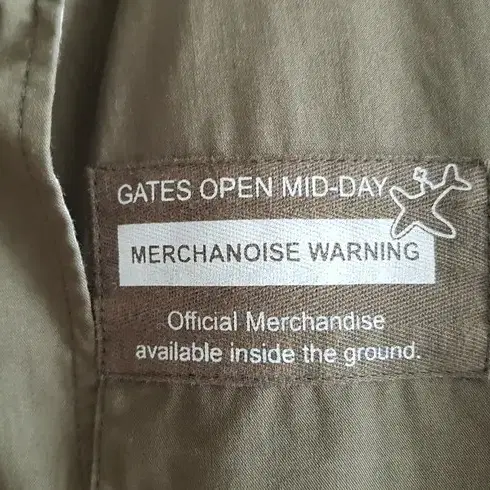 GATES OPEN MID-DAY
MERCHANOISE WARNING
Official Merchandise
available inside the ground.